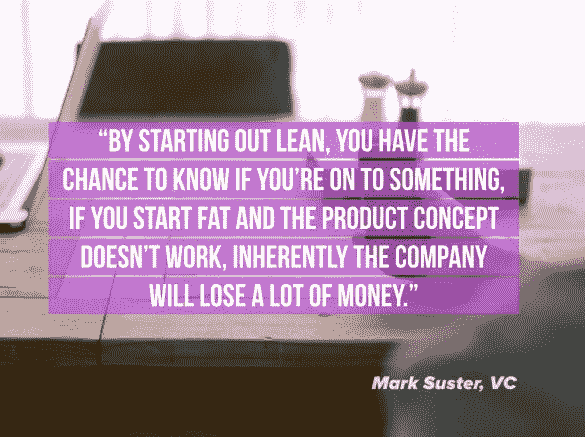 “BY STARTING OUT LEAN, YOU HAVE THE
CHANCE TO KNOW IF YOU’RE ON TO SOMETHING,
IF YOU START FAT AND THE PRODUCT CONCEPT
DOESN’T WORK, INHERENTLY THE COMPANY
WILL LOSE A LOT OF MONEY.”
Mark Suster, VC